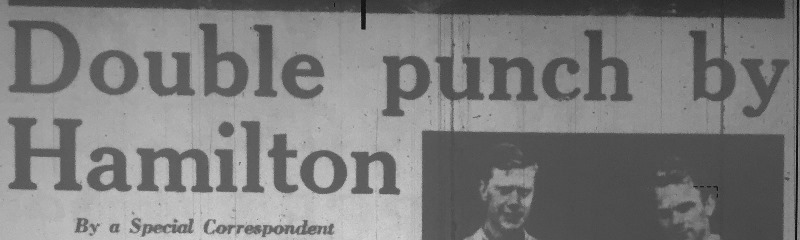 Double punch by
Hamilton
By a Special Correspondent